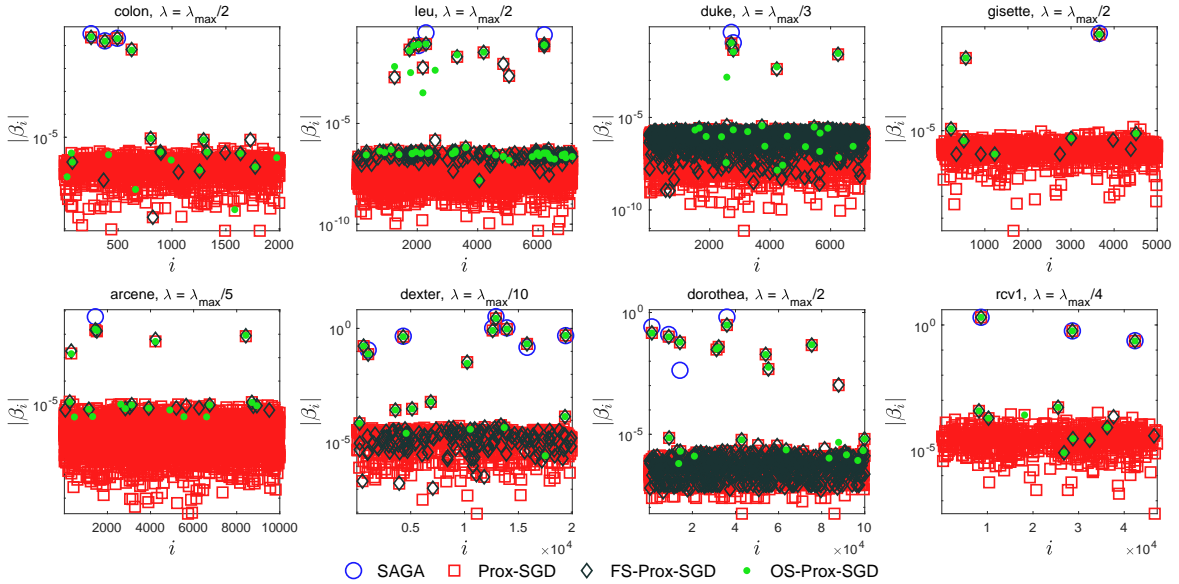 colon, λ = λmax/2
leu, λ = λmax/2
duke, λ = λmax/3
gisette, λ = λmax/2
|βi|
10^-5
500 1000 1500 2000
i
|βi|
10^-5
10^-10
2000 4000 6000
i
|βi|
10^-5
10^-10
2000 4000 6000
i
|βi|
10^-5
1000 2000 3000 4000 5000
i
arcene, λ = λmax/5
dexter, λ = λmax/10
dorothea, λ = λmax/2
rcv1, λ = λmax/4
|βi|
10^-5
2000 4000 6000 8000 10000
i
|βi|
10^0
10^-5
0.5 1 1.5 2
×10^4
i
|βi|
10^0
10^-5
2 4 6 8 10
×10^4
i
|βi|
10^0
10^-5
1 2 3 4
×10^4
i
SAGA Prox-SGD FS-Prox-SGD OS-Prox-SGD